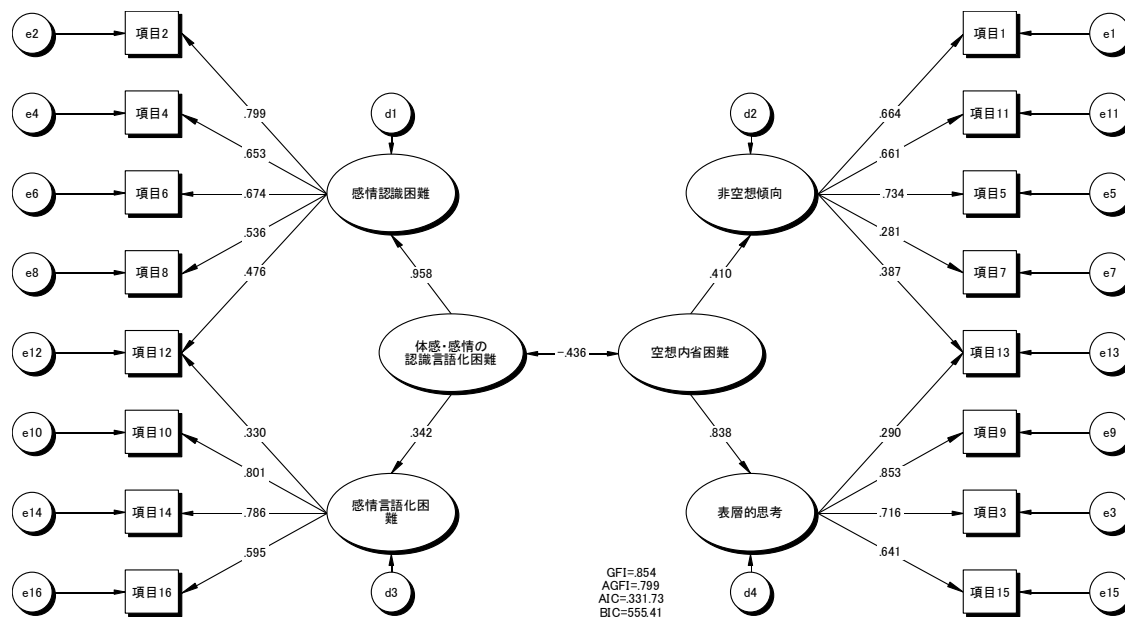 e2
項目2
項目1
e1
.799
.664
e4
項目4
d1
d2
項目11
e11
.653
.661
e6
項目6
.674
感情認識困難
非空想傾向
.734
項目5
e5
.536
.281
e8
項目8
.476
.958
.410
.387
項目7
e7
e12
項目12
体感・感情の
認識言語化困難
-.436
空想内省困難
項目13
e13
.330
.342
.838
.290
e10
項目10
.801
.853
項目9
e9
e14
項目14
.786
感情言語化困
難
表層的思考
.716
項目3
e3
.595
.641
e16
項目16
d3
GFI=.854
AGFI=.799
AIC=.331.73
BIC=555.41
d4
項目15
e15